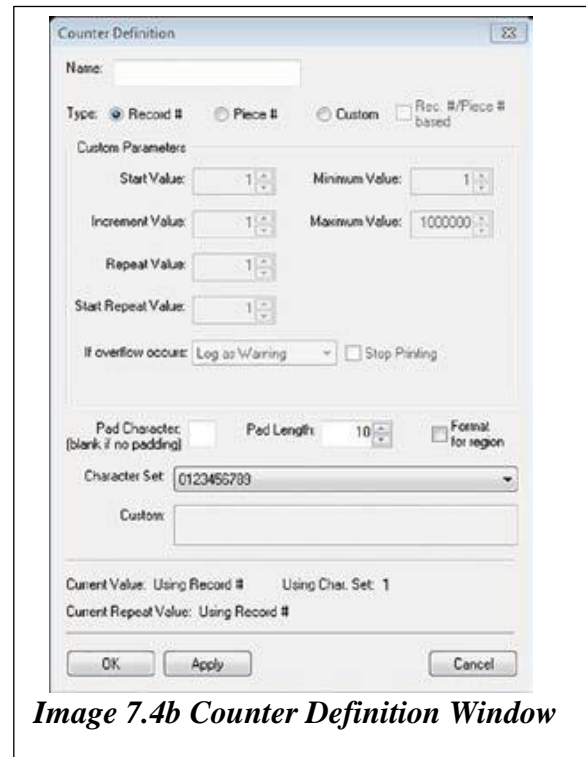 Counter Definition
Name:
Type: Record # Piece # Custom Rec. #/Piece # based
Custom Parameters
Start Value: 1 Minimum Value: 1
Increment Value: 1 Maximum Value: 1000000
Repeat Value: 1
Start Repeat Value: 1
If overflow occurs: Log as Warning Stop Printing
Pad Character: (blank if no padding) Pad Length: 10 Format for region
Character Set: 0123456789
Custom:
Current Value: Using Record # Using Char. Set: 1
Current Repeat Value: Using Record #
OK Apply Cancel
Image 7.4b Counter Definition Window